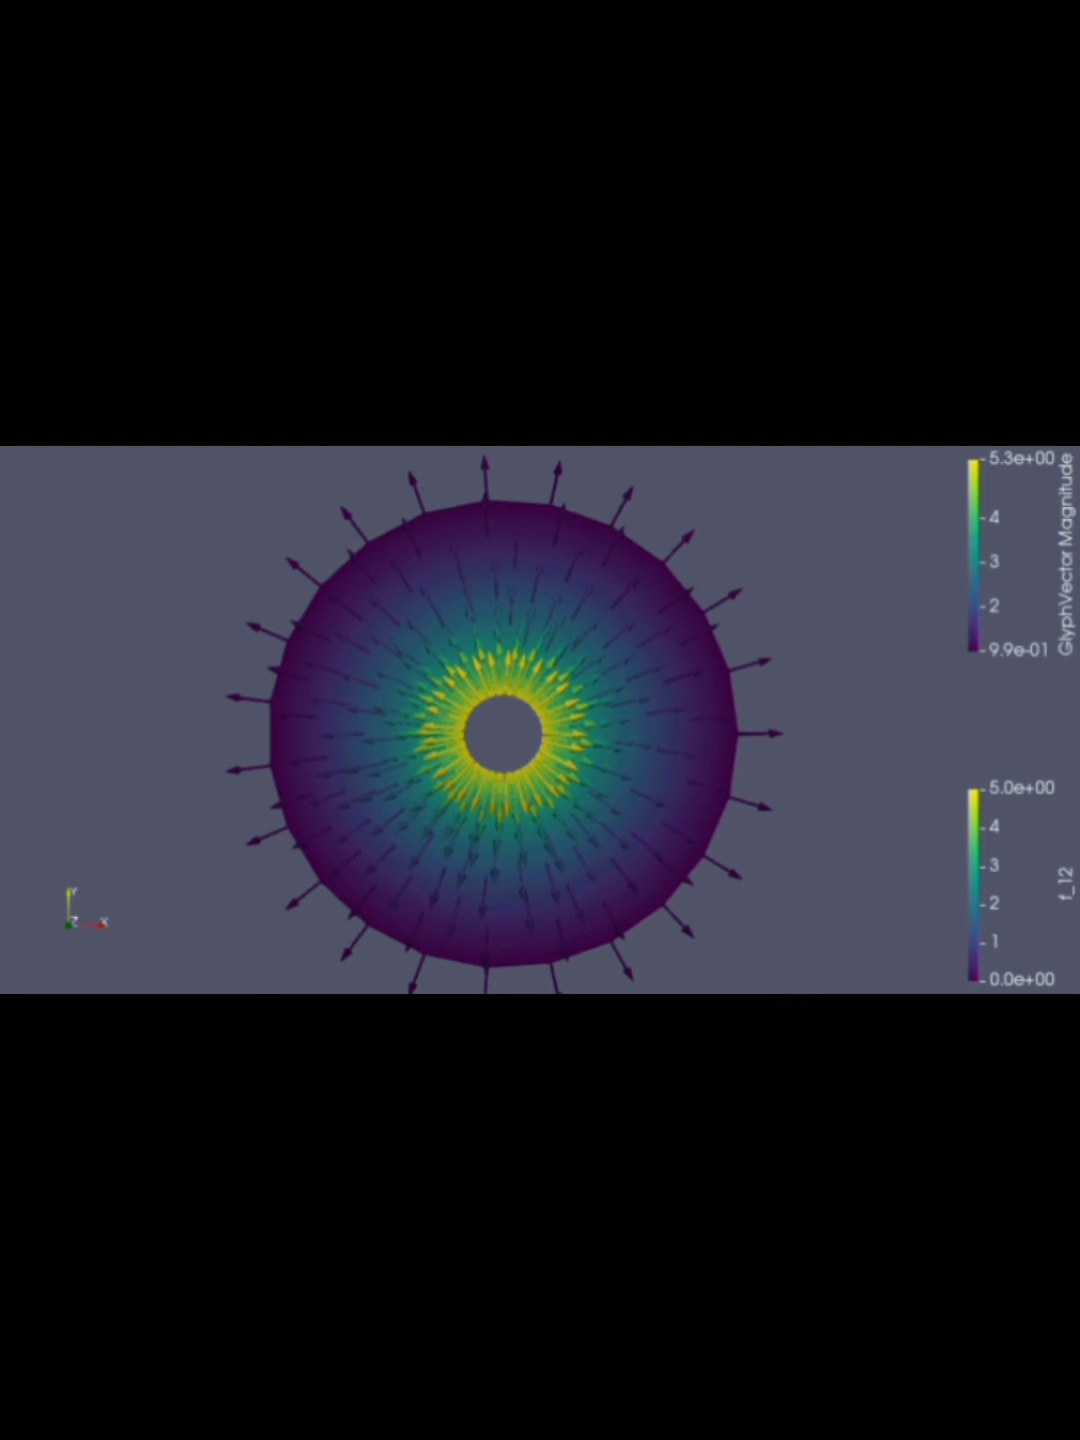 5.3e+00
4
3
2
9.9e-01
GlyphVector Magnitude
5.0e+00
4
3
2
1
0.0e+00
f_12
Y
Z
X